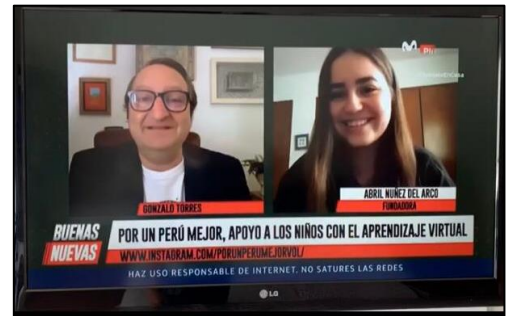 GONZALO TORRES
ABRIL NUÑEZ DEL ARCO
FUNDADORA
BUENAS
NUEVAS
POR UN PERÚ MEJOR, APOYO A LOS NIÑOS CON EL APRENDIZAJE VIRTUAL
WWW.INSTAGRAM.COM/PORUNPERUMEJORVOL/
HAZ USO RESPONSABLE DE INTERNET, NO SATURES LAS REDES
LG